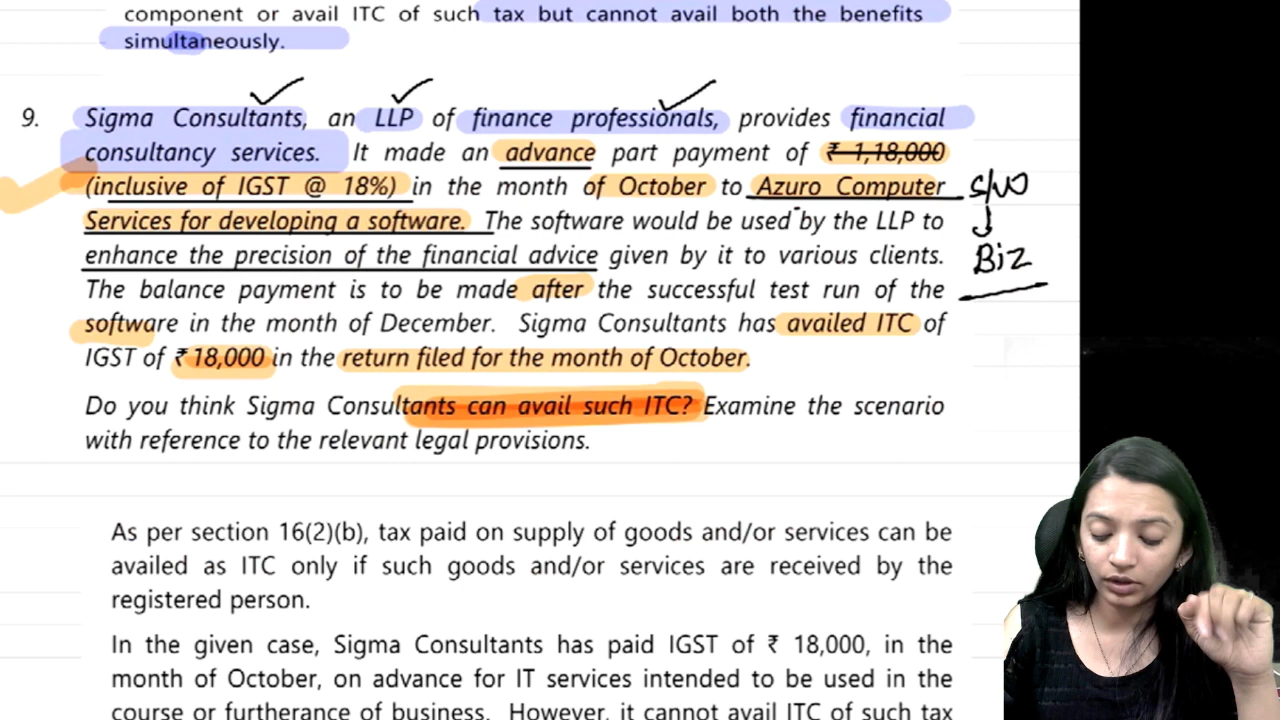 component or avail ITC of such tax but cannot avail both the benefits
simultaneously.
9. Sigma Consultants, an LLP of finance professionals, provides financial
consultancy services. It made an advance part payment of ₹ 1,18,000
(inclusive of IGST @ 18%) in the month of October to Azuro Computer
Services for developing a software. The software would be used by the LLP to
enhance the precision of the financial advice given by it to various clients.
The balance payment is to be made after the successful test run of the
software in the month of December. Sigma Consultants has availed ITC of
IGST of ₹ 18,000 in the return filed for the month of October.
Do you think Sigma Consultants can avail such ITC? Examine the scenario
with reference to the relevant legal provisions.
S/W
Biz
As per section 16(2)(b), tax paid on supply of goods and/or services can be
availed as ITC only if such goods and/or services are received by the
registered person.
In the given case, Sigma Consultants has paid IGST of ₹ 18,000, in the
month of October, on advance for IT services intended to be used in the
course or furtherance of business. However, it cannot avail ITC of such tax